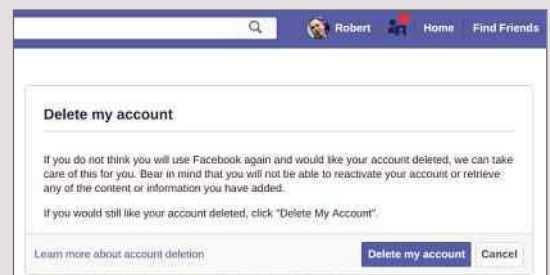 Robert Home Find Friends
Delete my account
If you do not think you will use Facebook again and would like your account deleted, we can take
care of this for you. Bear in mind that you will not be able to reactivate your account or retrieve
any of the content or information you have added.
If you would still like your account deleted, click "Delete My Account".
Learn more about account deletion Delete my account Cancel